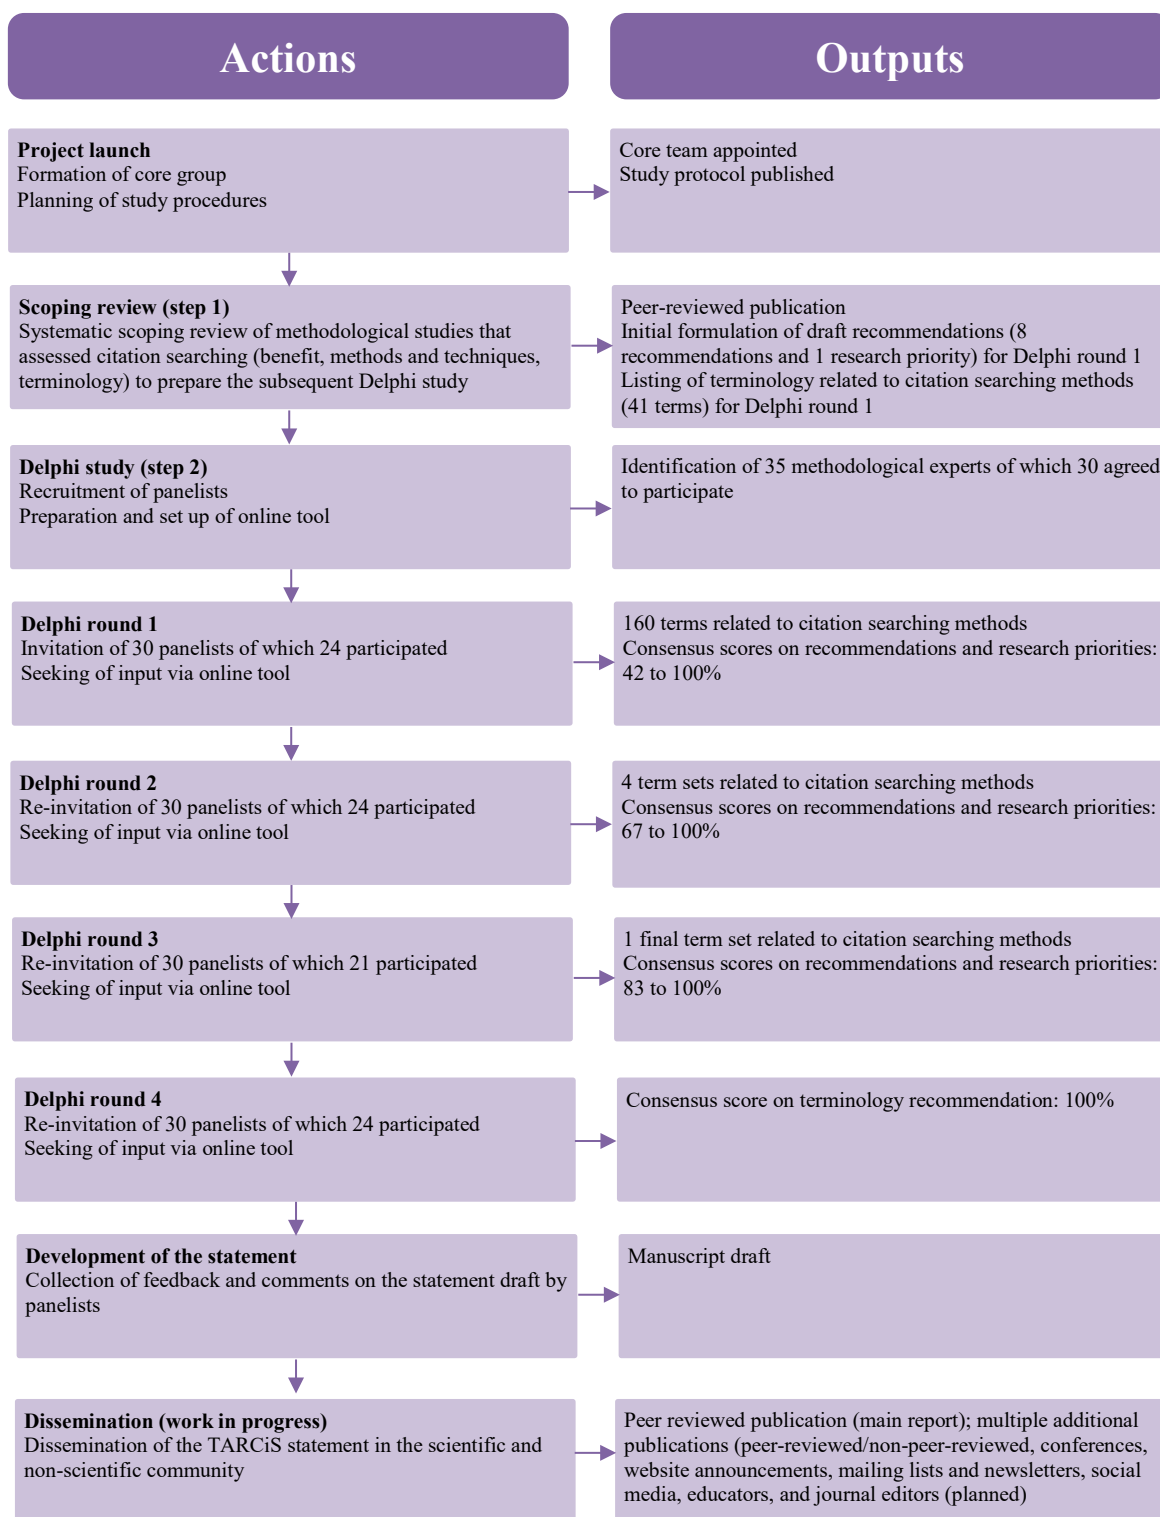 Actions
Outputs
Project launch
Formation of core group
Planning of study procedures
Core team appointed
Study protocol published
Scoping review (step 1)
Systematic scoping review of methodological studies that
assessed citation searching (benefit, methods and techniques,
terminology) to prepare the subsequent Delphi study
Peer-reviewed publication
Initial formulation of draft recommendations (8
recommendations and 1 research priority) for Delphi round 1
Listing of terminology related to citation searching methods
(41 terms) for Delphi round 1
Delphi study (step 2)
Recruitment of panelists
Preparation and set up of online tool
Identification of 35 methodological experts of which 30 agreed
to participate
Delphi round 1
Invitation of 30 panelists of which 24 participated
Seeking of input via online tool
160 terms related to citation searching methods
Consensus scores on recommendations and research priorities:
42 to 100%
Delphi round 2
Re-invitation of 30 panelists of which 24 participated
Seeking of input via online tool
4 term sets related to citation searching methods
Consensus scores on recommendations and research priorities:
67 to 100%
Delphi round 3
Re-invitation of 30 panelists of which 21 participated
Seeking of input via online tool
1 final term set related to citation searching methods
Consensus scores on recommendations and research priorities:
83 to 100%
Delphi round 4
Re-invitation of 30 panelists of which 24 participated
Seeking of input via online tool
Consensus score on terminology recommendation: 100%
Development of the statement
Collection of feedback and comments on the statement draft by
panelists
Manuscript draft
Dissemination (work in progress)
Dissemination of the TARCiS statement in the scientific and
non-scientific community
Peer reviewed publication (main report); multiple additional
publications (peer-reviewed/non-peer-reviewed, conferences,
website announcements, mailing lists and newsletters, social
media, educators, and journal editors (planned)